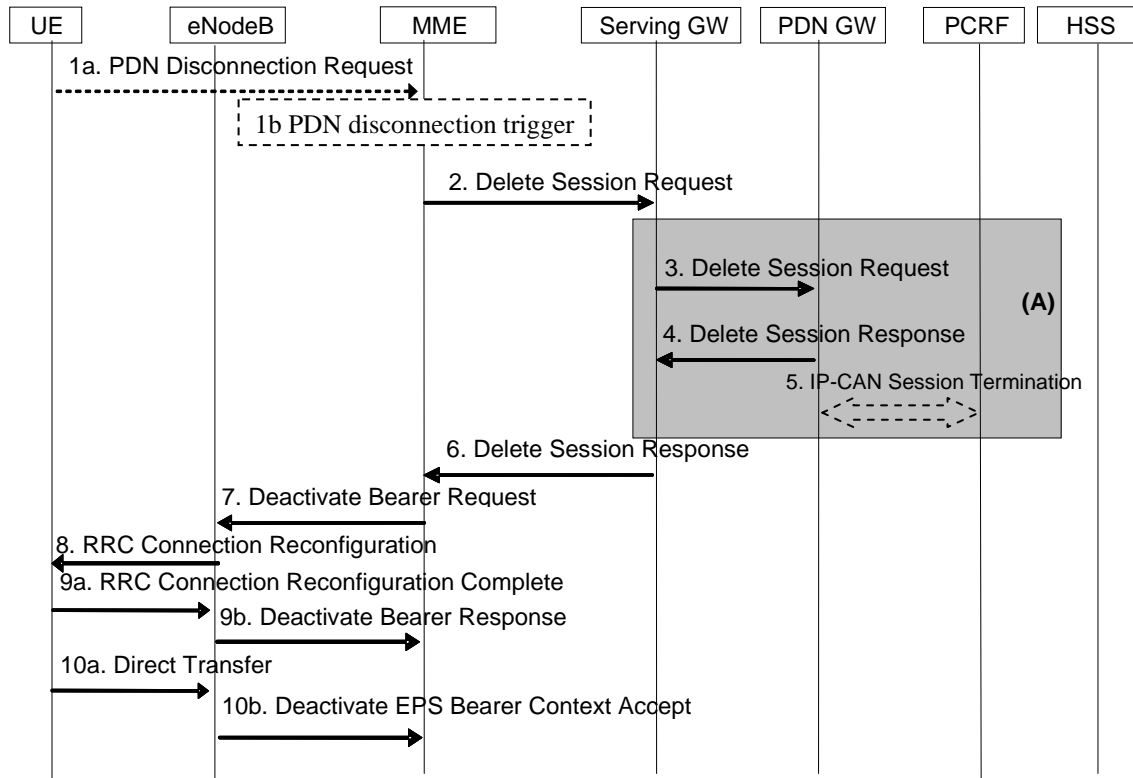 UE
eNodeB
MME
Serving GW
PDN GW
PCRF
HSS
1a. PDN Disconnection Request
1b PDN disconnection trigger
2. Delete Session Request
3. Delete Session Request
(A)
4. Delete Session Response
5. IP-CAN Session Termination
6. Delete Session Response
7. Deactivate Bearer Request
8. RRC Connection Reconfiguration
9a. RRC Connection Reconfiguration Complete
9b. Deactivate Bearer Response
10a. Direct Transfer
10b. Deactivate EPS Bearer Context Accept